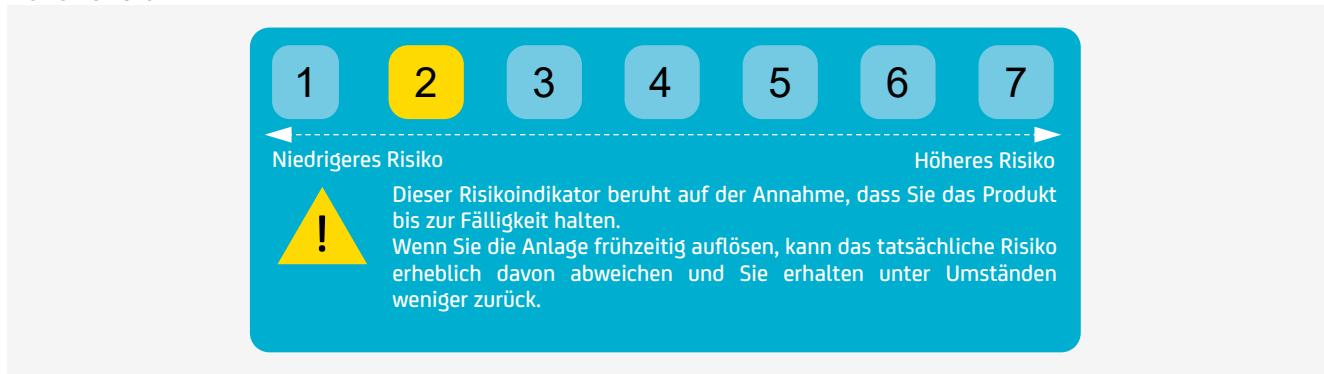 1 2 3 4 5 6 7
Niedrigeres Risiko Höheres Risiko
Dieser Risikoindikator beruht auf der Annahme, dass Sie das Produkt
bis zur Fälligkeit halten.
!
Wenn Sie die Anlage frühzeitig auflösen, kann das tatsächliche Risiko
erheblich davon abweichen und Sie erhalten unter Umständen
weniger zurück.